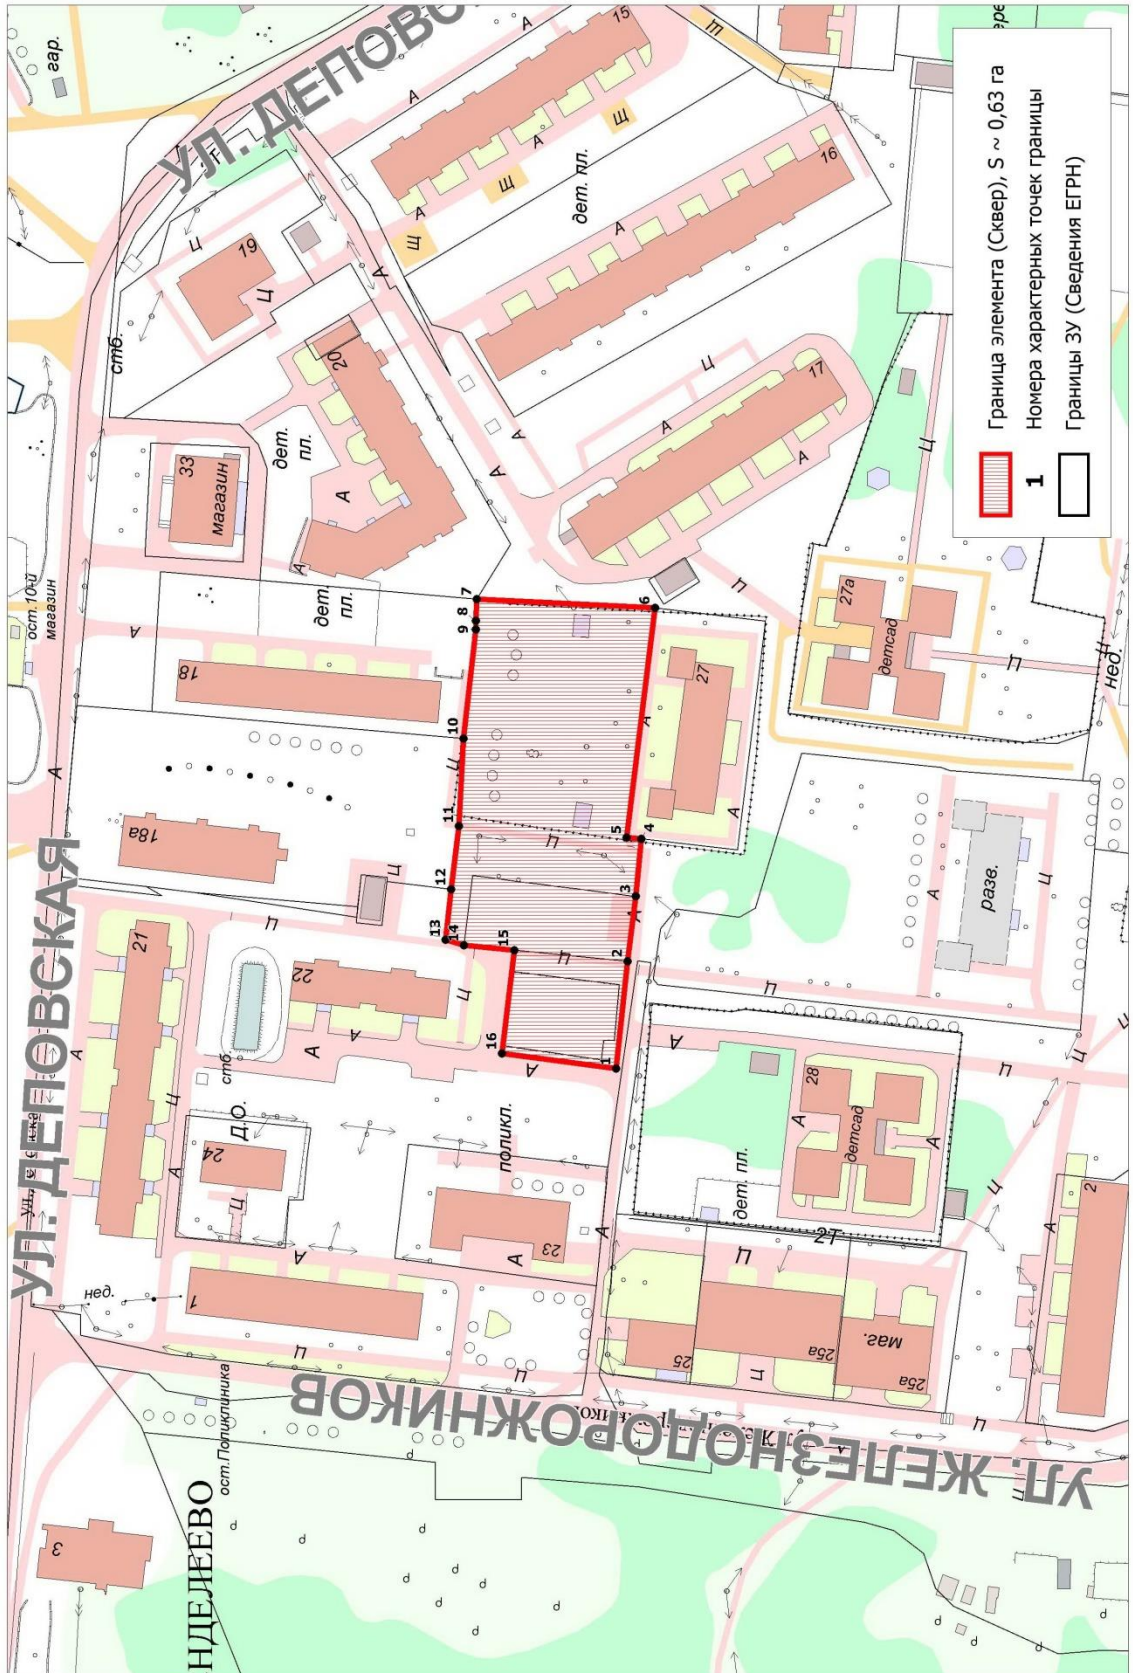 УЛ. ДЕПОВСКАЯ
УЛ. ДЕПОВС
УЛ. ЖЕЛЕЗНОДОРОЖНИКОВ
НДЕЛЕЕВО
Граница элемента (Сквер), S ~ 0,63 га
1 Номера характерных точек границы
Границы ЗУ (Сведения ЕГРН)
гар.
стб.
ост.10-й
магазин
33
магазин
дет.
пл.
дет.
пл.
дет. пл.
15
16
17
18
18а
19
20
21
22
стб.
24
Д.О.
поликл.
23
1
нед.
ост.Поликлиника
3
25
25а
маг.
25а
2
дет. пл.
28
детсад
разв.
27
27а
детсад
нед.
1
2
3
4
5
6
7
8
9
10
11
12
13
14
15
16
А
Ц
Щ